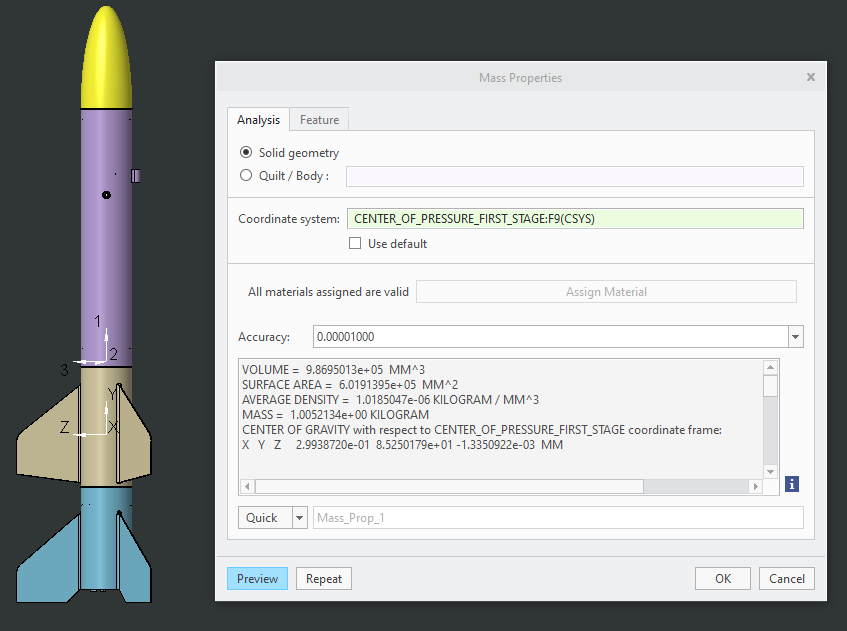 Mass Properties
Analysis Feature
Solid geometry
Quilt / Body :
Coordinate system: CENTER_OF_PRESSURE_FIRST_STAGE:F9(CSYS)
Use default
All materials assigned are valid Assign Material
Accuracy: 0.00001000
VOLUME = 9.8695013e+05 MM^3
SURFACE AREA = 6.0191395e+05 MM^2
AVERAGE DENSITY = 1.0185047e-06 KILOGRAM / MM^3
MASS = 1.0052134e+00 KILOGRAM
CENTER OF GRAVITY with respect to CENTER_OF_PRESSURE_FIRST_STAGE coordinate frame:
X Y Z 2.9938720e-01 8.5250179e+01 -1.3350922e-03 MM
Quick Mass_Prop_1
Preview Repeat OK Cancel
1
2
3
Y
Z X